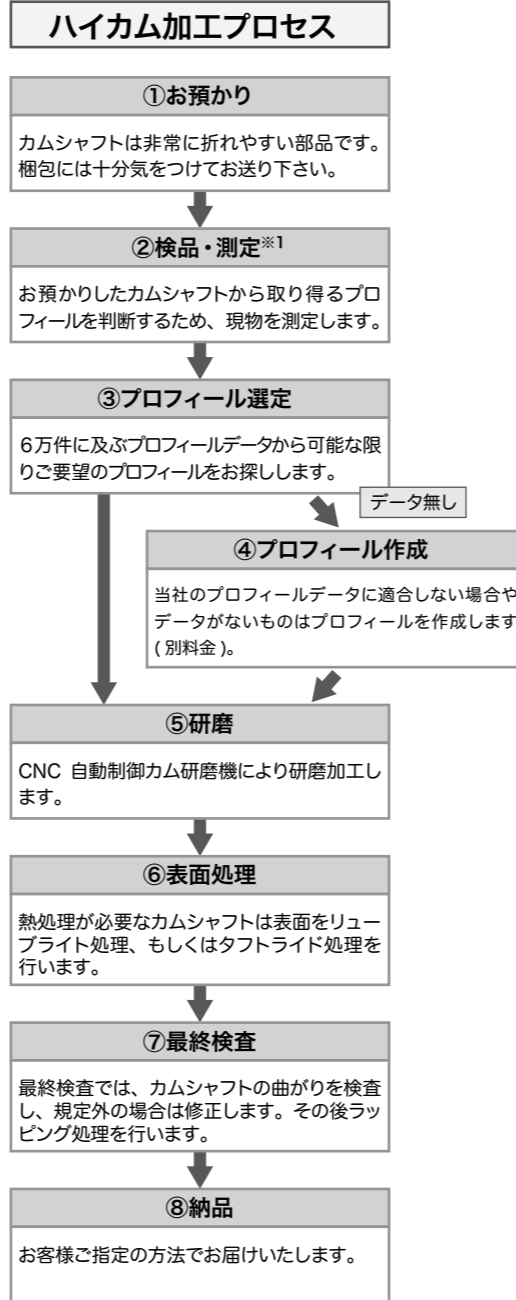 ハイカム加工プロセス
①お預かり
カムシャフトは非常に折れやすい部品です。
梱包には十分気をつけてお送り下さい。
②検品・測定※1
お預かりしたカムシャフトから取り得るプロ
フィールを判断するため、現物を測定します。
③プロフィール選定
6万件に及ぶプロフィールデータから可能な限
りご要望のプロフィールをお探しします。
データ無し
④プロフィール作成
当社のプロフィールデータに適合しない場合や
データがないものはプロフィールを作成します
( 別料金 )。
⑤研磨
CNC 自動制御カム研磨機により研磨加工し
ます。
⑥表面処理
熱処理が必要なカムシャフトは表面をリュー
ブライト処理、もしくはタフトライド処理を
行います。
⑦最終検査
最終検査では、カムシャフトの曲がりを検査
し、規定外の場合は修正します。その後ラッ
ピング処理を行います。
⑧納品
お客様ご指定の方法でお届けいたします。